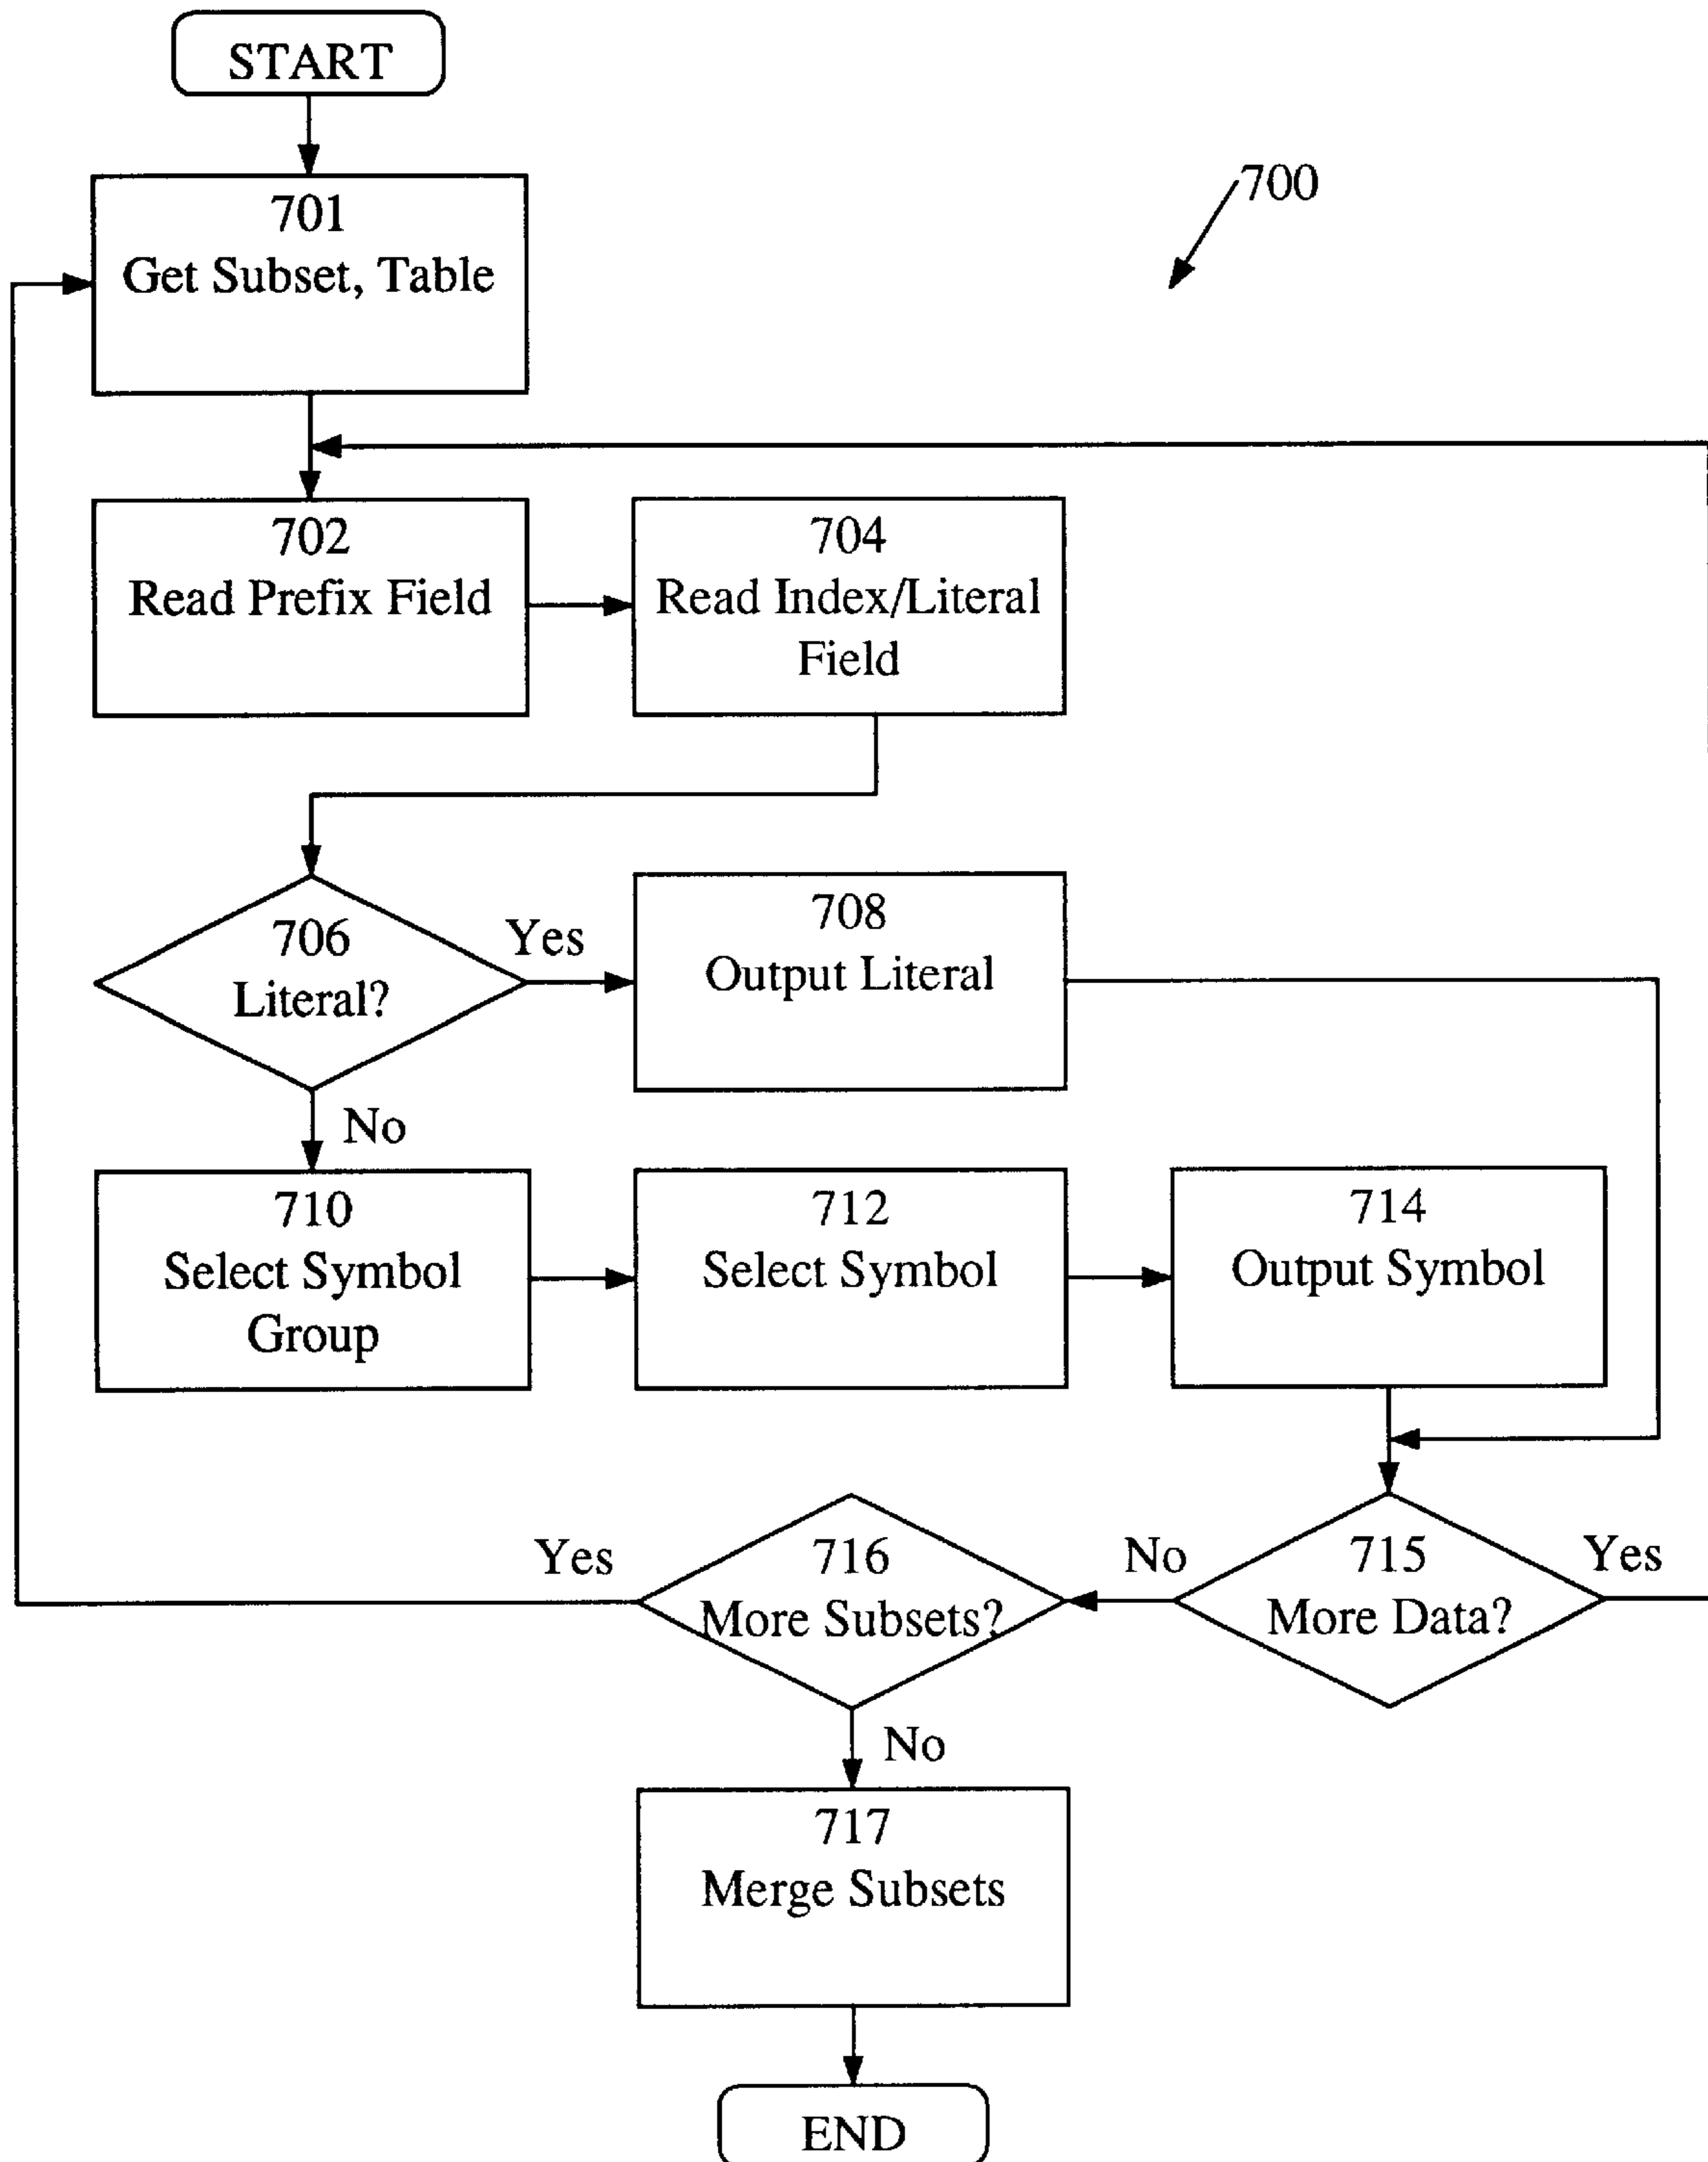 START
700
701
Get Subset, Table
702
Read Prefix Field
704
Read Index/Literal
Field
706
Literal?
Yes
708
Output Literal
No
710
Select Symbol
Group
712
Select Symbol
714
Output Symbol
Yes
716
More Subsets?
No
715
More Data?
Yes
No
717
Merge Subsets
END